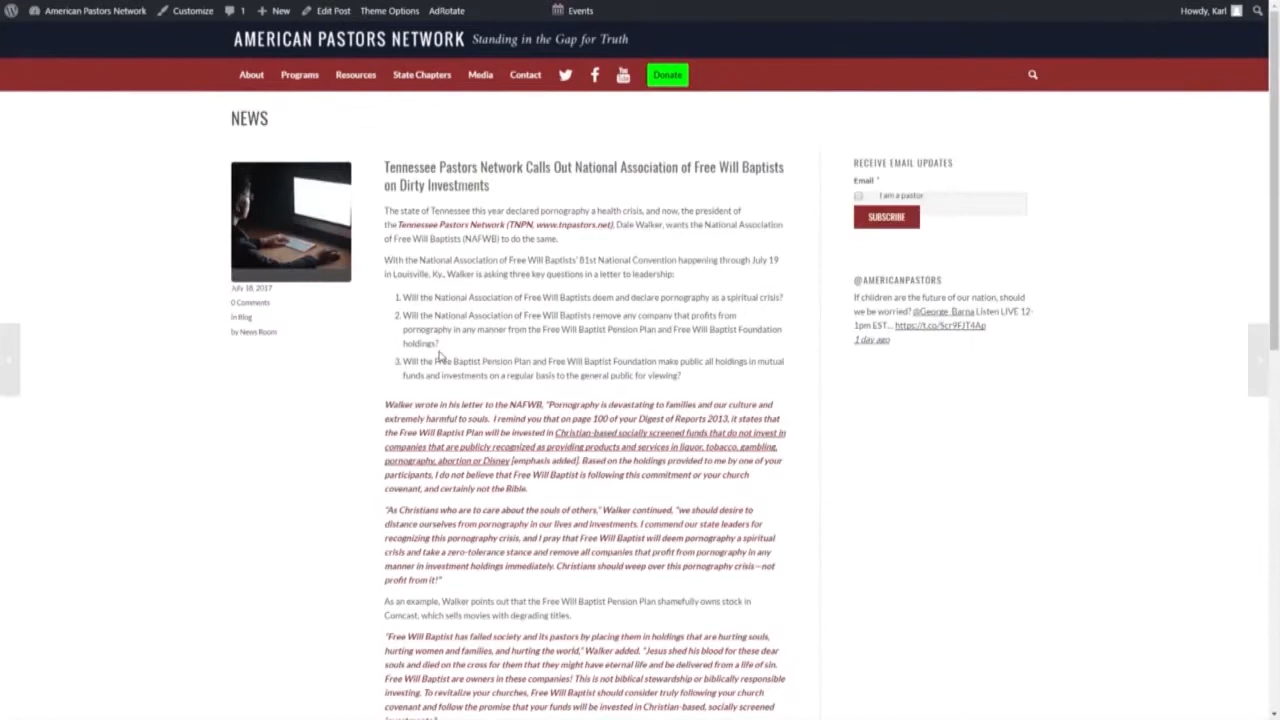 American Pastors Network Customize 1 New Edit Post Theme Options AdRotate Events Howdy, Karl
AMERICAN PASTORS NETWORK Standing in the Gap for Truth
About Programs Resources State Chapters Media Contact Donate
NEWS
Tennessee Pastors Network Calls Out National Association of Free Will Baptists
on Dirty Investments
July 18, 2017
0 Comments
in Blog
by News Room
The state of Tennessee this year declared pornography a health crisis, and now, the president of
the Tennessee Pastors Network (TNPN, www.tnpastors.net), Dale Walker, wants the National Association
of Free Will Baptists (NAFWB) to do the same.
With the National Association of Free Will Baptists' 81st National Convention happening through July 19
in Louisville, Ky., Walker is asking three key questions in a letter to leadership:
1. Will the National Association of Free Will Baptists deem and declare pornography as a spiritual crisis?
2. Will the National Association of Free Will Baptists remove any company that profits from
pornography in any manner from the Free Will Baptist Pension Plan and Free Will Baptist Foundation
holdings?
3. Will the Free Baptist Pension Plan and Free Will Baptist Foundation make public all holdings in mutual
funds and investments on a regular basis to the general public for viewing?
Walker wrote in his letter to the NAFWB, "Pornography is devastating to families and our culture and
extremely harmful to souls. I remind you that on page 100 of your Digest of Reports 2013, it states that
the Free Will Baptist Plan will be invested in Christian-based socially screened funds that do not invest in
companies that are publicly recognized as providing products and services in liquor, tobacco, gambling,
pornography, abortion or Disney [emphasis added]. Based on the holdings provided to me by one of your
participants, I do not believe that Free Will Baptist is following this commitment or your church
covenant, and certainly not the Bible.
"As Christians who are to care about the souls of others," Walker continued, "we should desire to
distance ourselves from pornography in our lives and investments. I commend our state leaders for
recognizing this pornography crisis, and I pray that Free Will Baptist will deem pornography a spiritual
crisis and take a zero-tolerance stance and remove all companies that profit from pornography in any
manner in investment holdings immediately. Christians should weep over this pornography crisis—not
profit from it!"
As an example, Walker points out that the Free Will Baptist Pension Plan shamefully owns stock in
Comcast, which sells movies with degrading titles.
"Free Will Baptist has failed society and its pastors by placing them in holdings that are hurting souls,
hurting women and families, and hurting the world," Walker added. "Jesus shed his blood for these dear
souls and died on the cross for them that they might have eternal life and be delivered from a life of sin.
Free Will Baptist are owners in these companies! This is not biblical stewardship or biblically responsible
investing. To revitalize your churches, Free Will Baptist should consider truly following your church
covenant and follow the promise that your funds will be invested in Christian-based, socially screened
RECEIVE EMAIL UPDATES
Email *
I am a pastor
SUBSCRIBE
@AMERICANPASTORS
If children are the future of our nation, should
we be worried? @George_Barna Listen LIVE 12-
1pm EST... https://t.co/Scr9FJT4Ap
1 day ago